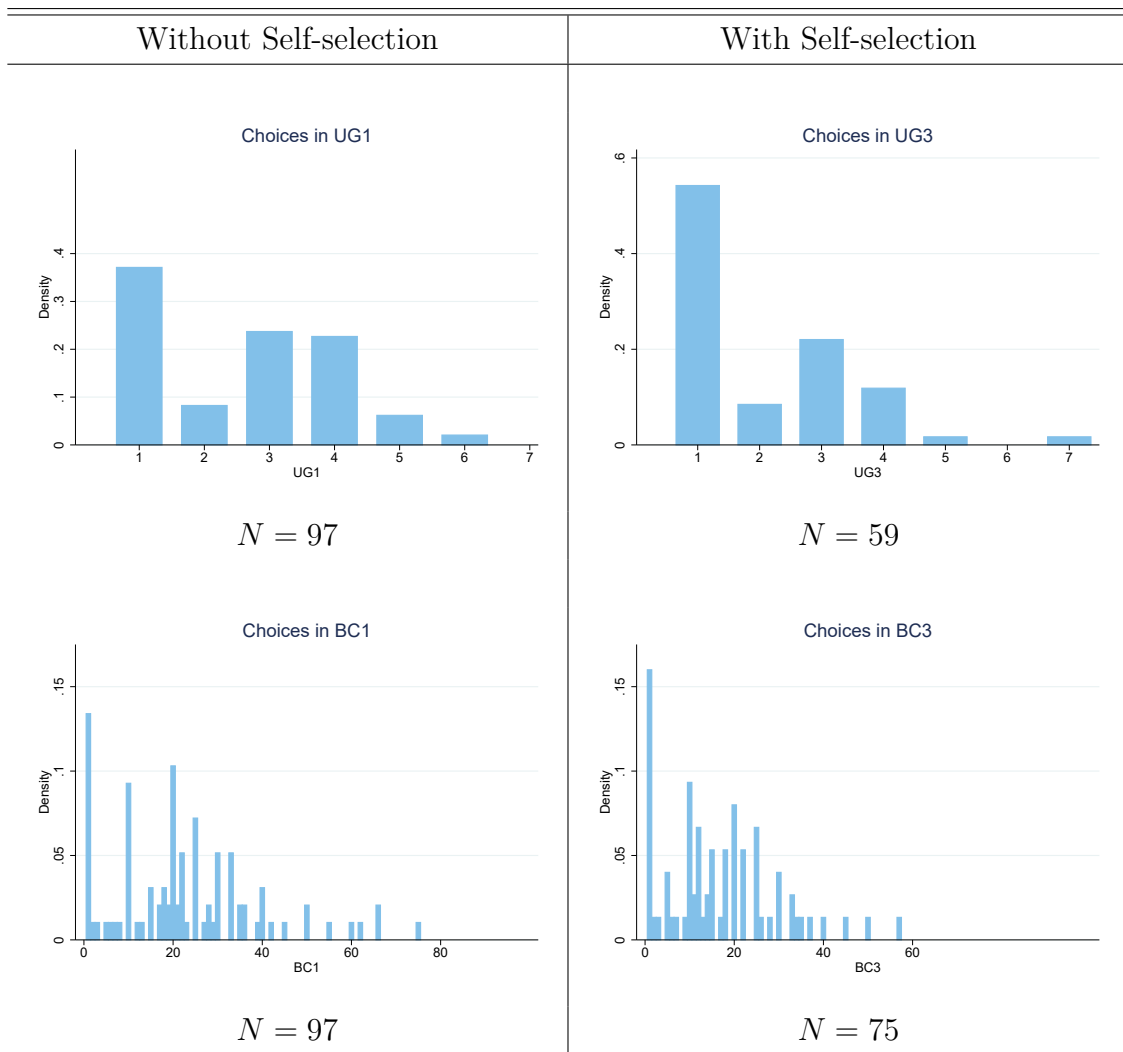 Without Self-selection
With Self-selection
Choices in UG1
Density
.4
.3
.2
.1
0
1 2 3 4 5 6 7
UG1
N = 97
Choices in UG3
Density
.6
.4
.2
0
1 2 3 4 5 6 7
UG3
N = 59
Choices in BC1
Density
.15
.1
.05
0
0 20 40 60 80
BC1
N = 97
Choices in BC3
Density
.15
.1
.05
0
0 20 40 60
BC3
N = 75